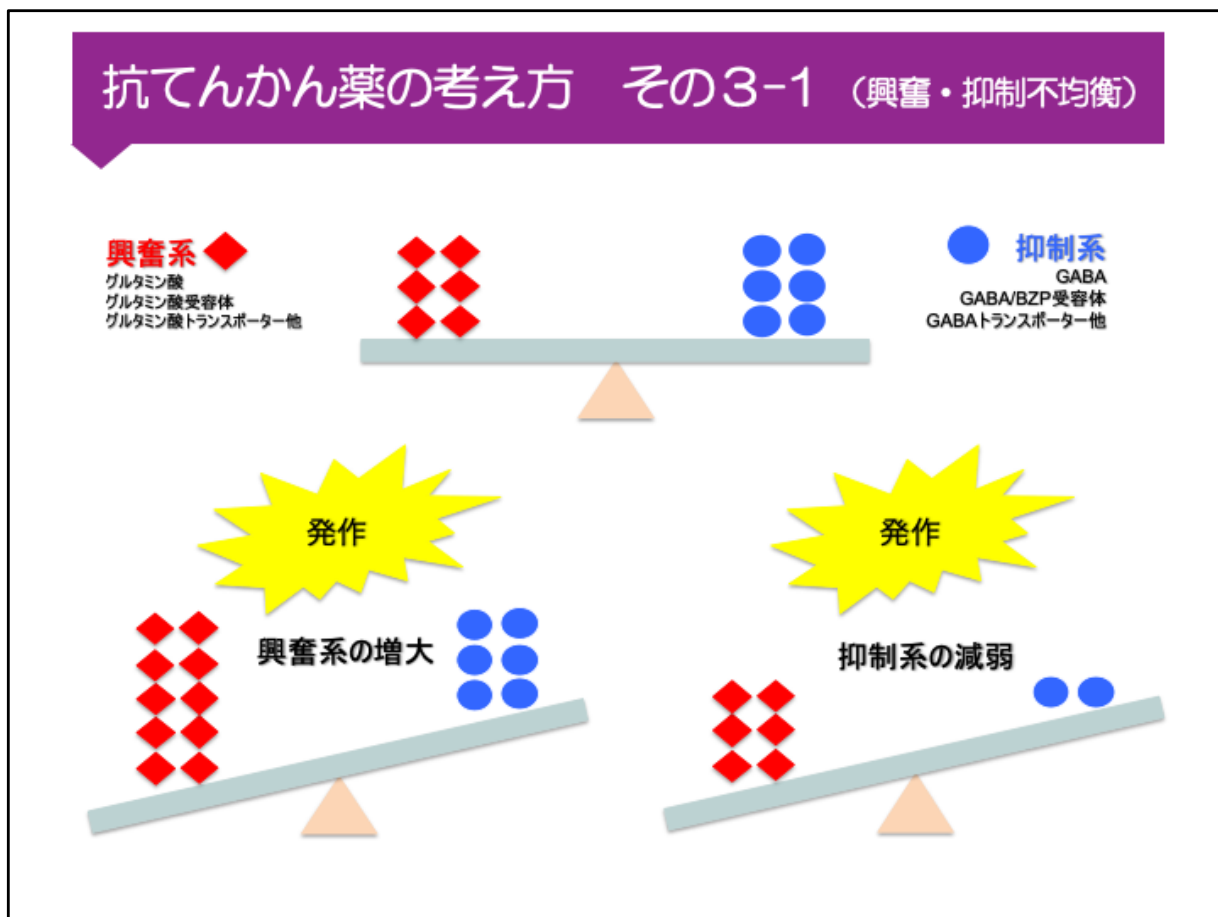 抗てんかん薬の考え方　その3-1（興奮・抑制不均衡）
興奮系
グルタミン酸
グルタミン酸受容体
グルタミン酸トランスポーター他
抑制系
GABA
GABA/BZP受容体
GABAトランスポーター他
発作
興奮系の増大
発作
抑制系の減弱